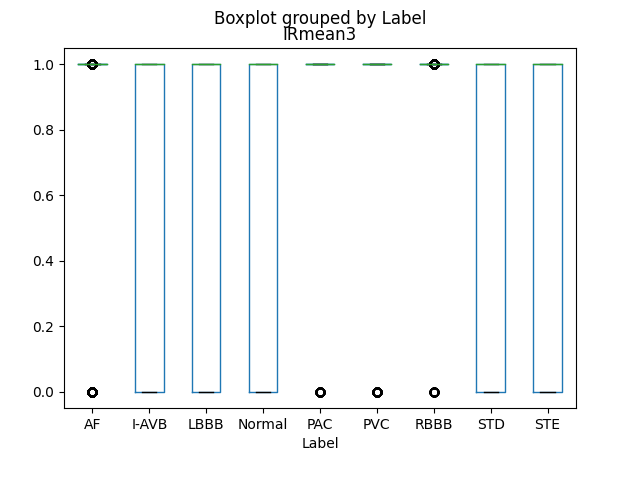 Boxplot grouped by Label
IRmean3
1.0
0.8
0.6
0.4
0.2
0.0
AF I-AVB LBBB Normal PAC PVC RBBB STD STE
Label